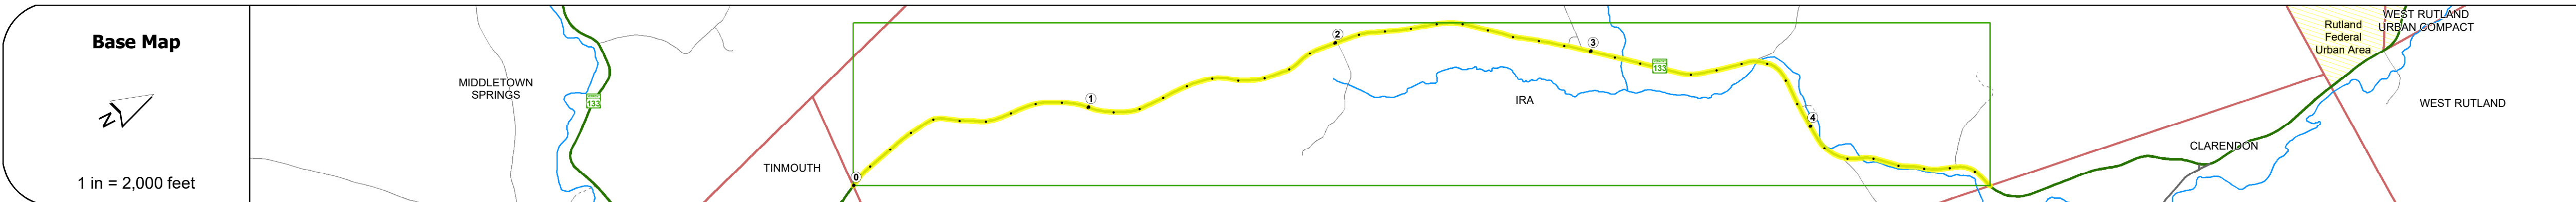 Base Map
N
1 in = 2,000 feet
MIDDLETOWN
SPRINGS
133
TINMOUTH
0
1
2
3
133
IRA
4
CLARENDON
Rutland
Federal
Urban Area
WEST RUTLAND
URBAN COMPACT
WEST RUTLAND